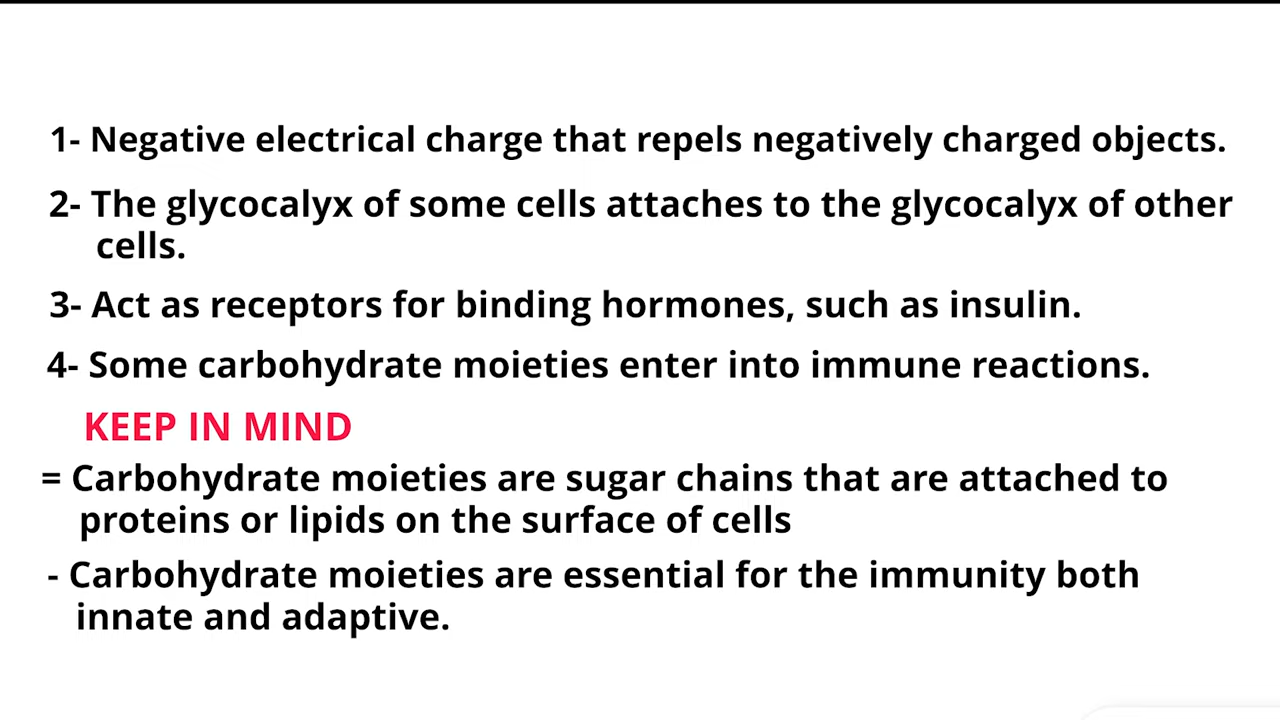 1- Negative electrical charge that repels negatively charged objects.
2- The glycocalyx of some cells attaches to the glycocalyx of other
cells.
3- Act as receptors for binding hormones, such as insulin.
4- Some carbohydrate moieties enter into immune reactions.
KEEP IN MIND
= Carbohydrate moieties are sugar chains that are attached to
proteins or lipids on the surface of cells
- Carbohydrate moieties are essential for the immunity both
innate and adaptive.